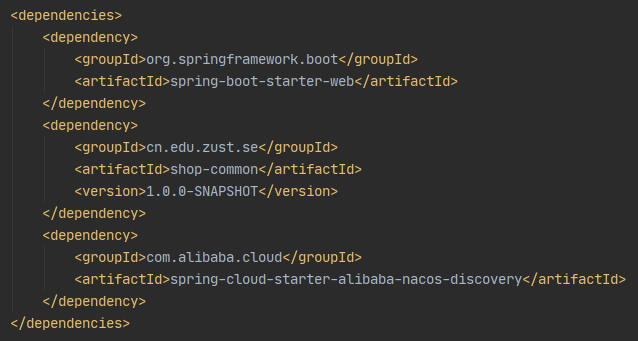 <dependencies>
    <dependency>
        <groupId>org.springframework.boot</groupId>
        <artifactId>spring-boot-starter-web</artifactId>
    </dependency>
    <dependency>
        <groupId>cn.edu.zust.se</groupId>
        <artifactId>shop-common</artifactId>
        <version>1.0.0-SNAPSHOT</version>
    </dependency>
    <dependency>
        <groupId>com.alibaba.cloud</groupId>
        <artifactId>spring-cloud-starter-alibaba-nacos-discovery</artifactId>
    </dependency>
</dependencies>